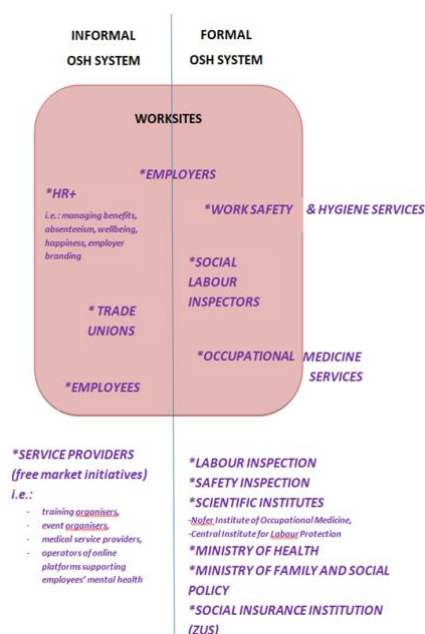 INFORMAL
OSH SYSTEM
FORMAL
OSH SYSTEM
WORKSITES
*EMPLOYERS
*HR+
i.e.: managing benefits,
absenteeism, wellbeing,
happiness, employer
branding
*WORK SAFETY & HYGIENE SERVICES
*SOCIAL
LABOUR
INSPECTORS
* TRADE
UNIONS
*OCCUPATIONAL MEDICINE
SERVICES
*EMPLOYEES
*SERVICE PROVIDERS
(free market initiatives)
i.e.:
- training organisers,
- event organisers,
- medical service providers,
- operators of online
platforms supporting
employees' mental health
*LABOUR INSPECTION
*SAFETY INSPECTION
*SCIENTIFIC INSTITUTES
-Nofer Institute of Occupational Medicine,
-Central Institute for Labour Protection
*MINISTRY OF HEALTH
*MINISTRY OF FAMILY AND SOCIAL
POLICY
*SOCIAL INSURANCE INSTITUTION
(ZUS)